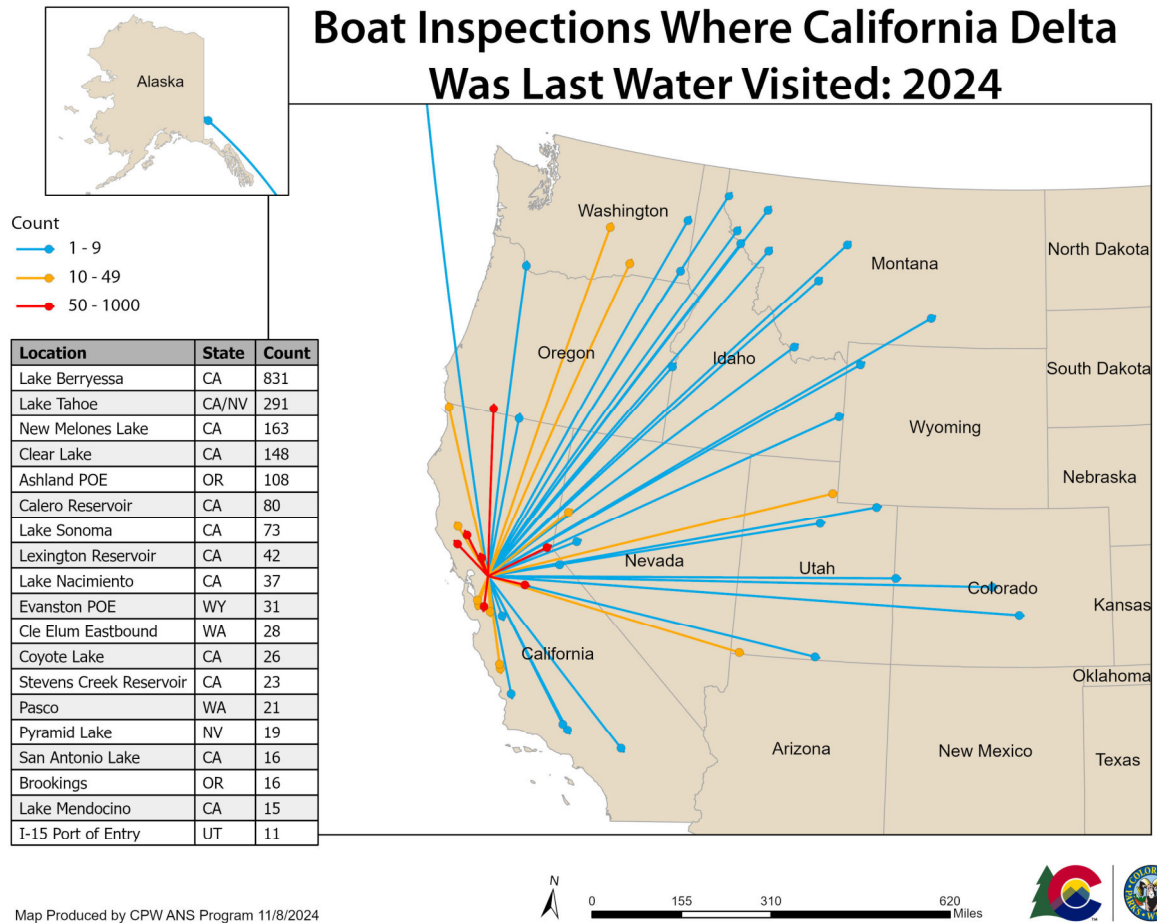 Boat Inspections Where California Delta
Was Last Water Visited: 2024
Alaska
Count
1 - 9
10 - 49
50 - 1000
Location State Count
Lake Berryessa CA 831
Lake Tahoe CA/NV 291
New Melones Lake CA 163
Clear Lake CA 148
Ashland POE OR 108
Calero Reservoir CA 80
Lake Sonoma CA 73
Lexington Reservoir CA 42
Lake Nacimiento CA 37
Evanston POE WY 31
Cle Elum Eastbound WA 28
Coyote Lake CA 26
Stevens Creek Reservoir CA 23
Pasco WA 21
Pyramid Lake NV 19
San Antonio Lake CA 16
Brookings OR 16
Lake Mendocino CA 15
I-15 Port of Entry UT 11
Washington
Montana
North Dakota
Oregon
Idaho
South Dakota
Wyoming
Nebraska
Nevada
Utah
Colorado
Kansas
California
Oklahoma
Arizona
New Mexico
Texas
Map Produced by CPW ANS Program 11/8/2024
N
0 155 310 620
Miles